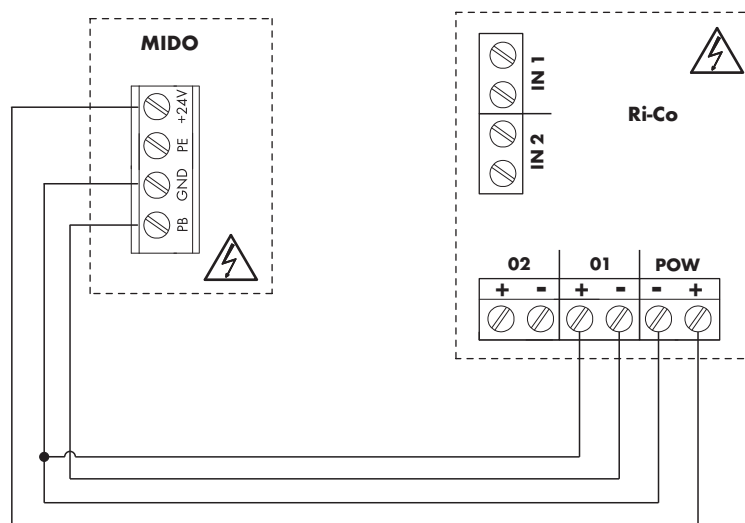 MIDO
+24V
PE
GND
PB
IN 1
IN 2
Ri-Co
02 01 POW
+ - + - - +